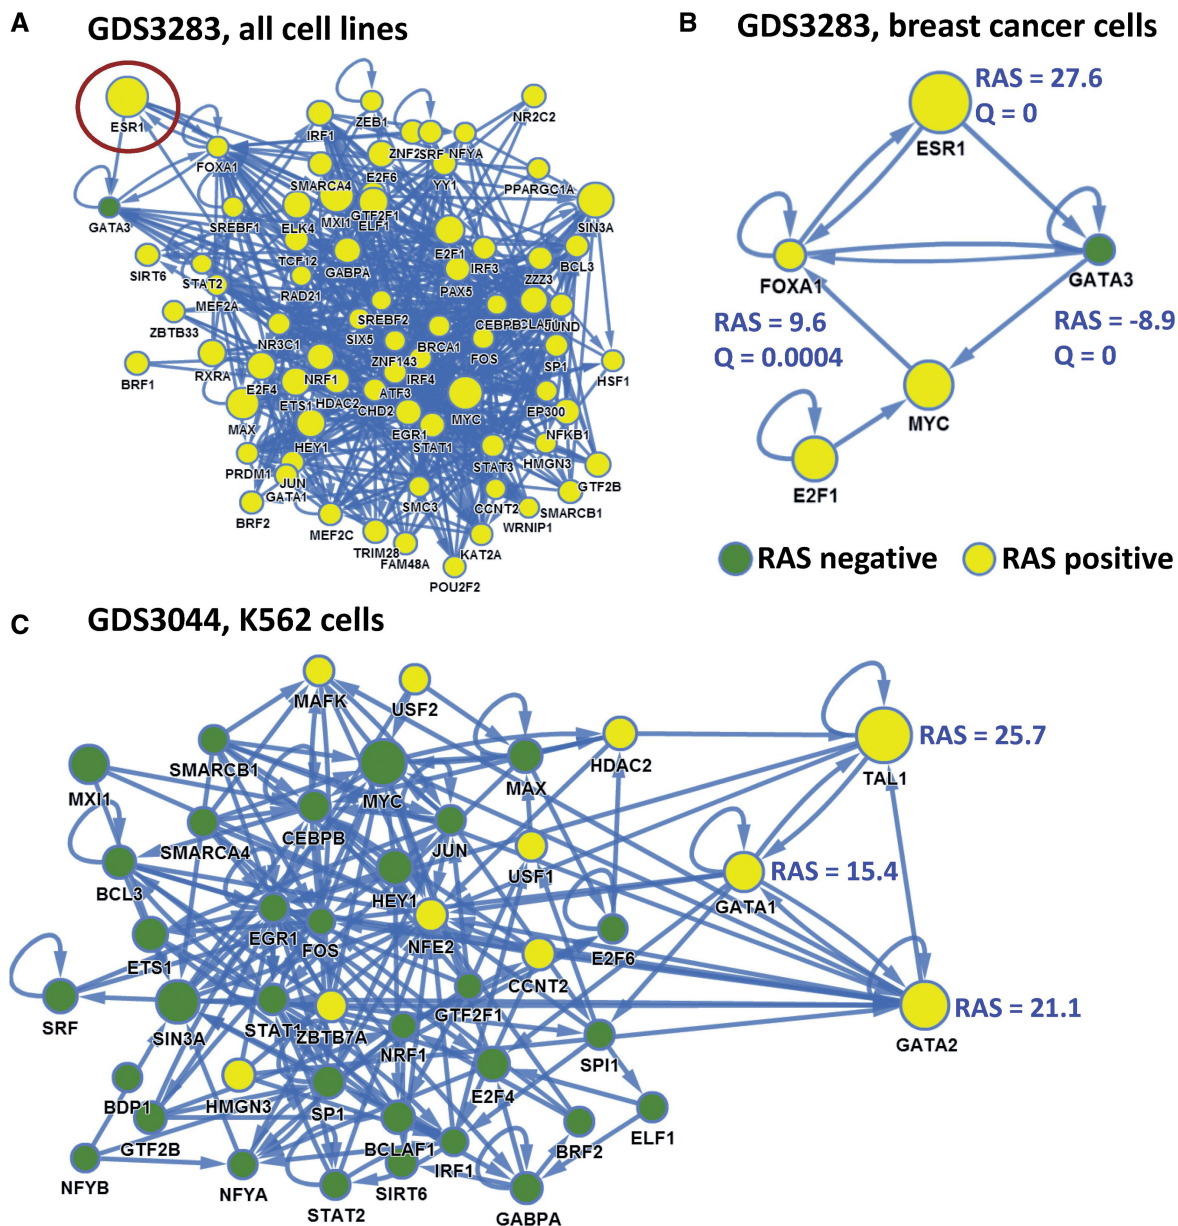 A
GDS3283, all cell lines
ESR1
FOXA1
GATA3
IRF1
ZEB1
ZNF2
SRF
NFYA
NR2C2
E2F6
YY1
SMARCA4
PPARGC1A
SREBF1
ELK4
MXI1
GTF2F1
ELF1
SIN3A
TCF12
GABPA
E2F1
IRF3
BCL3
SIRT6
STAT2
MEF2A
RAD21
PAX5
ZZZ3
ZBTB33
SREBF2
CEBPB
CLAF1
JUND
NR3C1
SIX5
BRCA1
FOS
ZNF143
SP1
BRF1
RXRA
E2F4
NRF1
IRF4
HSF1
ETS1
HDAC2
ATF3
CHD2
MAX
MYC
EP300
HEY1
EGR1
STAT1
NFKB1
PRDM1
JUN
GATA1
STAT3
HMGN3
GTF2B
BRF2
SMC3
CCNT2
SMARCB1
WRNIP1
MEF2C
TRIM28
FAM48A
KAT2A
POU2F2
B
GDS3283, breast cancer cells
RAS = 27.6
Q = 0
ESR1
FOXA1
GATA3
RAS = 9.6
Q = 0.0004
RAS = -8.9
Q = 0
MYC
E2F1
RAS negative
RAS positive
C
GDS3044, K562 cells
MAFK
USF2
SMARCB1
MXI1
MYC
MAX
HDAC2
TAL1
RAS = 25.7
CEBPB
SMARCA4
JUN
USF1
BCL3
HEY1
GATA1
RAS = 15.4
EGR1
FOS
NFE2
E2F6
ETS1
CCNT2
SRF
SIN3A
STAT1
ZBTB7A
GTF2F1
GATA2
RAS = 21.1
NRF1
SPI1
BDP1
HMGN3
SP1
E2F4
GTF2B
BCLAF1
IRF1
BRF2
ELF1
NFYB
NFYA
STAT2
SIRT6
GABPA